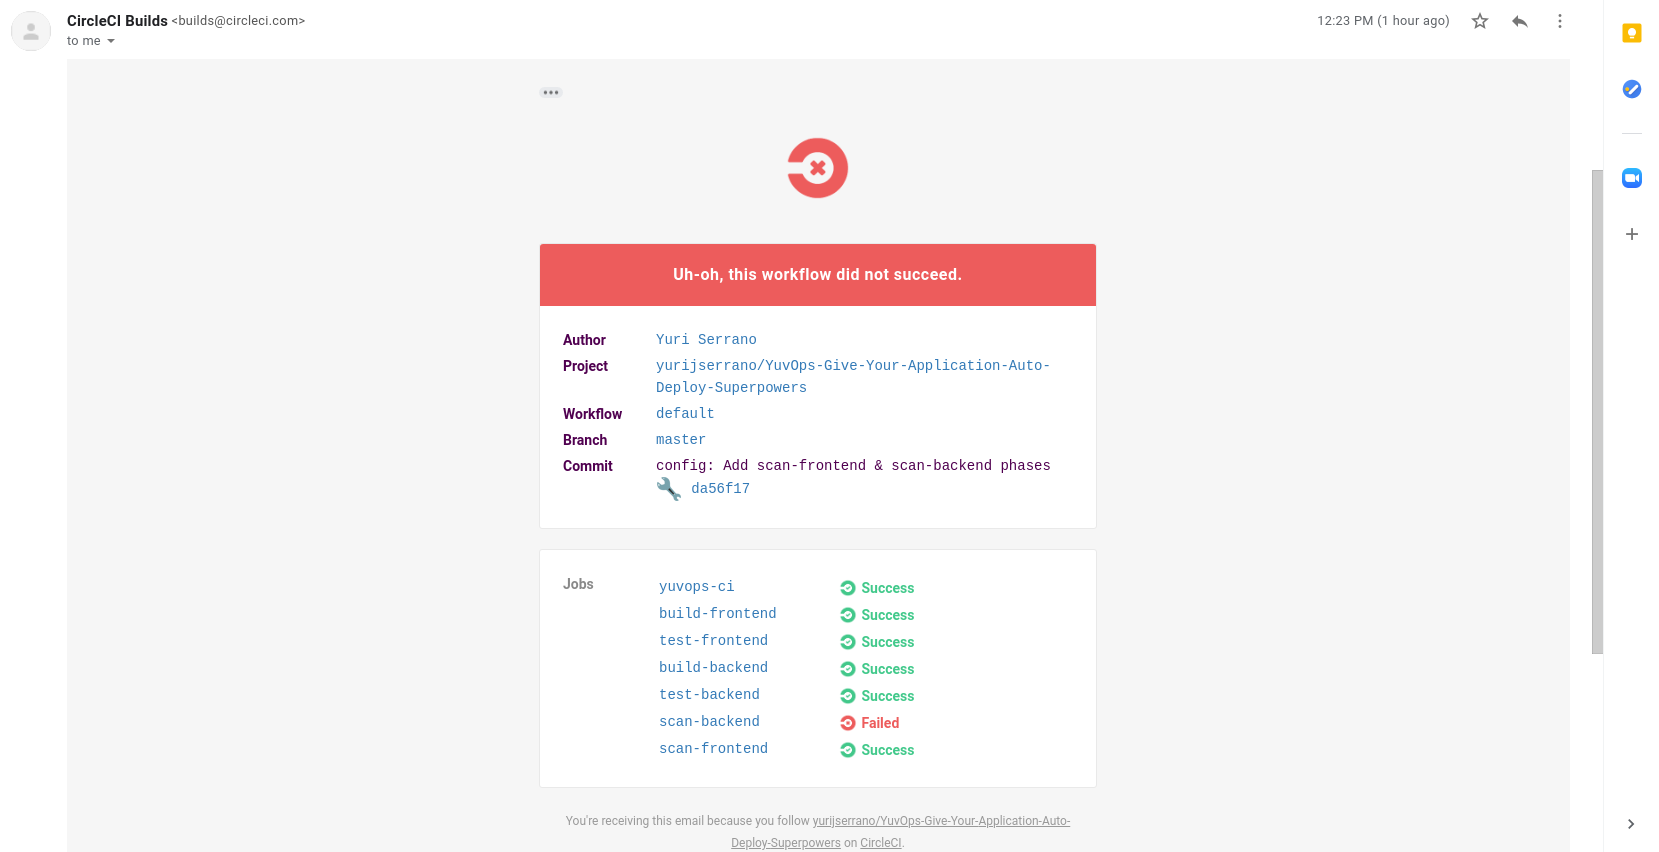 CircleCI Builds <builds@circleci.com>
12:23 PM (1 hour ago)
to me
Uh-oh, this workflow did not succeed.
Author Yuri Serrano
Project yurijserrano/YuvOps-Give-Your-Application-Auto-
Deploy-Superpowers
Workflow default
Branch master
Commit config: Add scan-frontend & scan-backend phases
da56f17
Jobs yuvops-ci Success
build-frontend Success
test-frontend Success
build-backend Success
test-backend Success
scan-backend Failed
scan-frontend Success
You're receiving this email because you follow yurijserrano/YuvOps-Give-Your-Application-Auto-
Deploy-Superpowers on CircleCI.